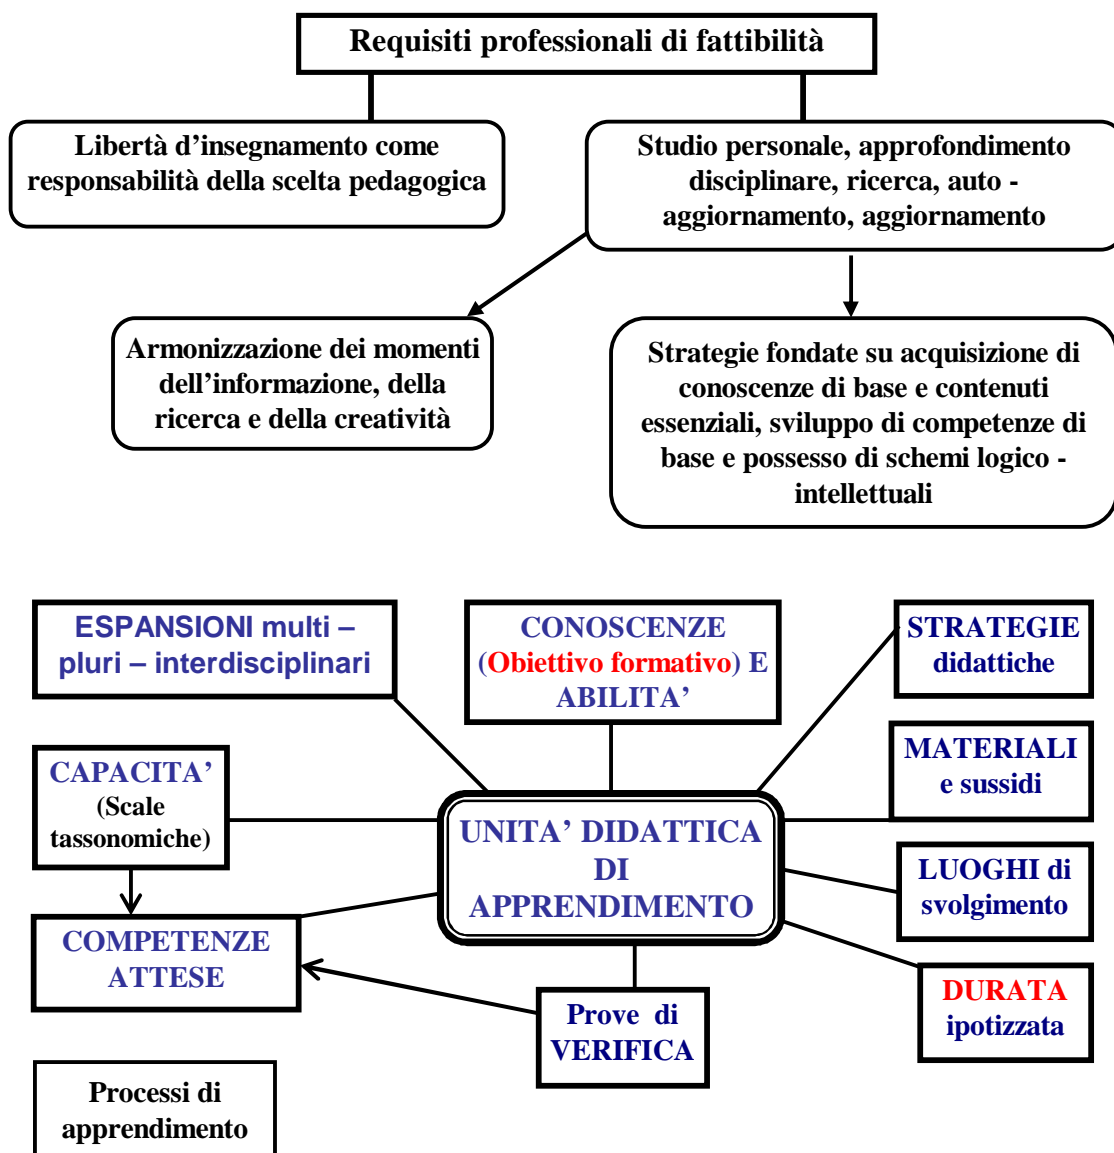 Requisiti professionali di fattibilità
Libertà d’insegnamento come
responsabilità della scelta pedagogica
Studio personale, approfondimento
disciplinare, ricerca, auto -
aggiornamento, aggiornamento
Armonizzazione dei momenti
dell’informazione, della
ricerca e della creatività
Strategie fondate su acquisizione di
conoscenze di base e contenuti
essenziali, sviluppo di competenze di
base e possesso di schemi logico -
intellettuali
ESPANSIONI multi –
pluri – interdisciplinari
CONOSCENZE
(Obiettivo formativo) E
ABILITA’
STRATEGIE
didattiche
CAPACITA’
(Scale
tassonomiche)
MATERIALI
e sussidi
UNITA’ DIDATTICA
DI
APPRENDIMENTO
LUOGHI di
svolgimento
COMPETENZE
ATTESE
Prove di
VERIFICA
DURATA
ipotizzata
Processi di
apprendimento